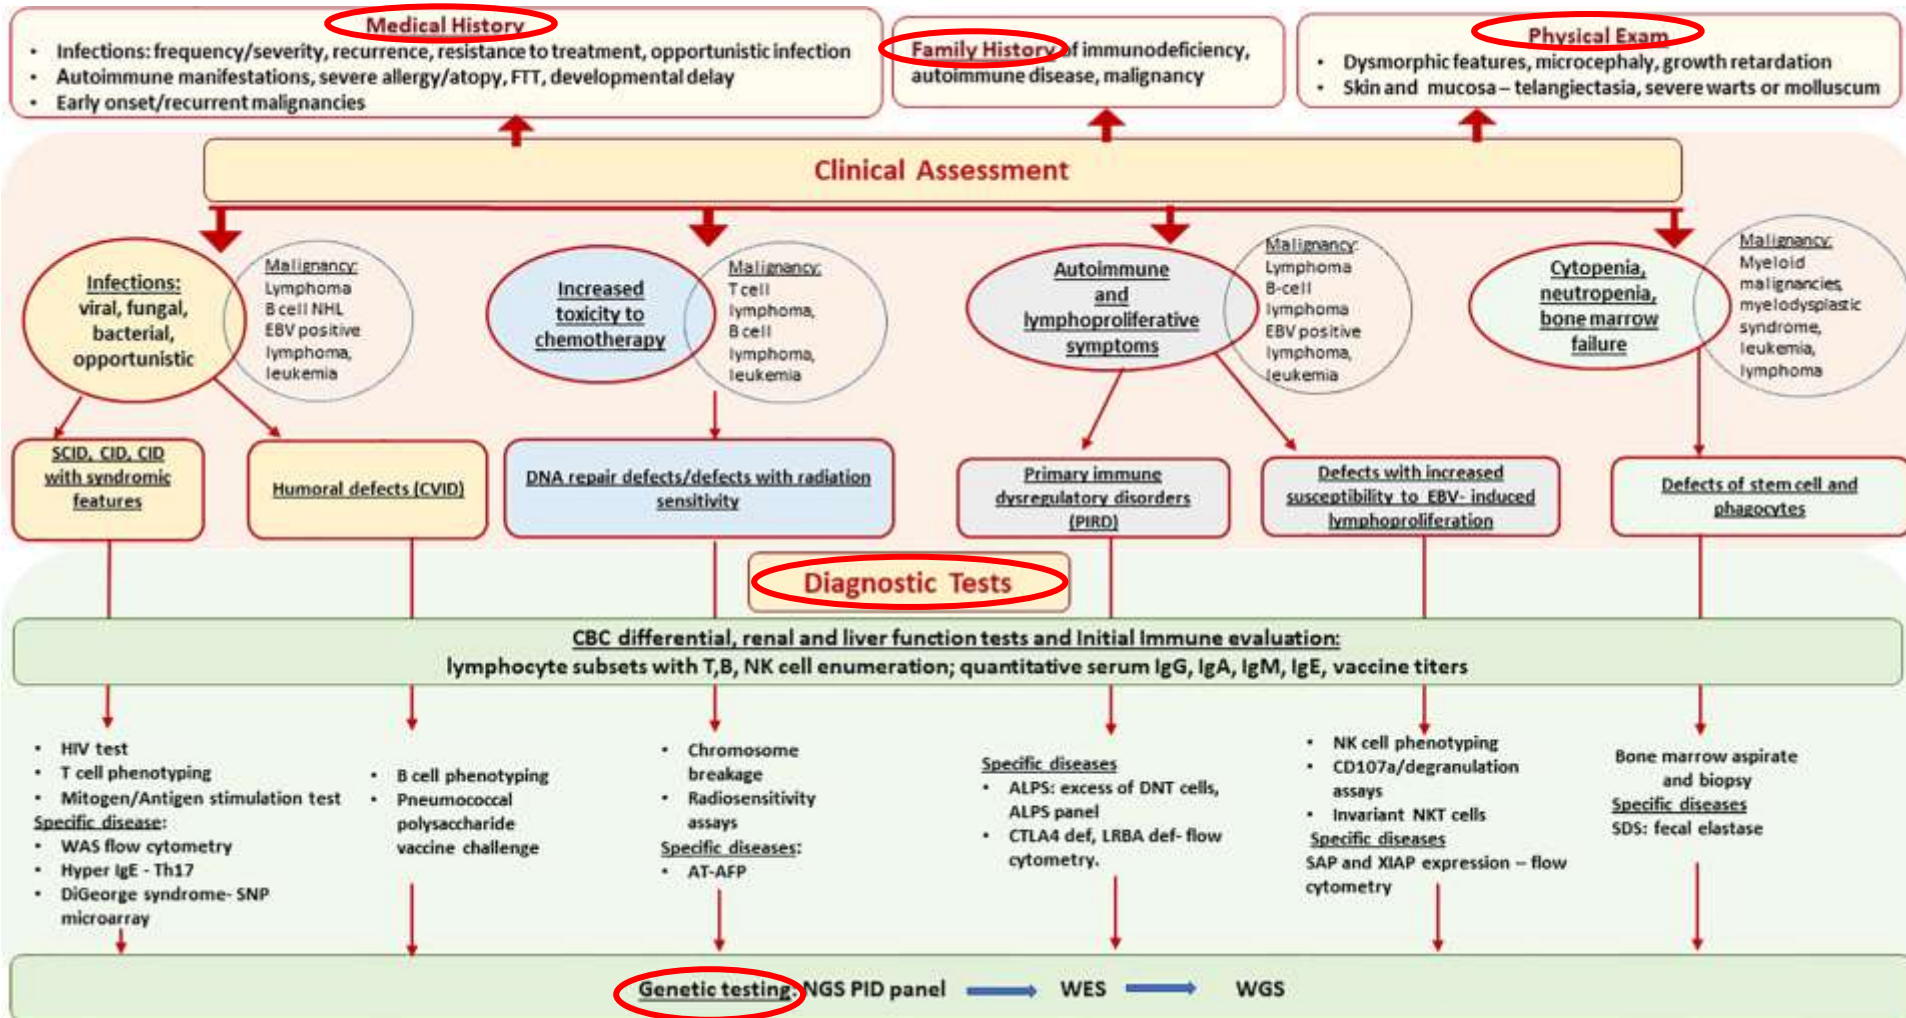 Medical History
• Infections: frequency/severity, recurrence, resistance to treatment, opportunistic infection
• Autoimmune manifestations, severe allergy/atopy, FTT, developmental delay
• Early onset/recurrent malignancies
Family History of immunodeficiency,
autoimmune disease, malignancy
Physical Exam
• Dysmorphic features, microcephaly, growth retardation
• Skin and mucosa – telangiectasia, severe warts or molluscum
Clinical Assessment
Infections:
viral, fungal,
bacterial,
opportunistic
Malignancy:
Lymphoma
B cell NHL
EBV positive
lymphoma,
leukemia
Increased
toxicity to
chemotherapy
Malignancy:
T cell
lymphoma,
B cell
lymphoma,
leukemia
Autoimmune
and
lymphoproliferative
symptoms
Malignancy:
Lymphoma
B-cell
lymphoma
EBV positive
lymphoma,
leukemia
Cytopenia,
neutropenia,
bone marrow
failure
Malignancy:
Myeloid
malignancies,
myelodysplastic
syndrome,
leukemia,
lymphoma
SCID, CID, CID
with syndromic
features
Humoral defects (CVID)
DNA repair defects/defects with radiation
sensitivity
Primary immune
dysregulatory disorders
(PIRD)
Defects with increased
susceptibility to EBV- induced
lymphoproliferation
Defects of stem cell and
phagocytes
Diagnostic Tests
CBC differential, renal and liver function tests and Initial Immune evaluation:
lymphocyte subsets with T,B, NK cell enumeration; quantitative serum IgG, IgA, IgM, IgE, vaccine titers
• HIV test
• T cell phenotyping
• Mitogen/Antigen stimulation test
Specific disease:
• WAS flow cytometry
• Hyper IgE - Th17
• DiGeorge syndrome- SNP
microarray
• B cell phenotyping
• Pneumococcal
polysaccharide
vaccine challenge
• Chromosome
breakage
• Radiosensitivity
assays
Specific diseases:
• AT-AFP
Specific diseases
• ALPS: excess of DNT cells,
ALPS panel
• CTLA4 def, LRBA def- flow
cytometry.
• NK cell phenotyping
• CD107a/degranulation
assays
• Invariant NKT cells
Specific diseases
SAP and XIAP expression – flow
cytometry
Bone marrow aspirate
and biopsy
Specific diseases
SDS: fecal elastase
Genetic testing: NGS PID panel WES WGS